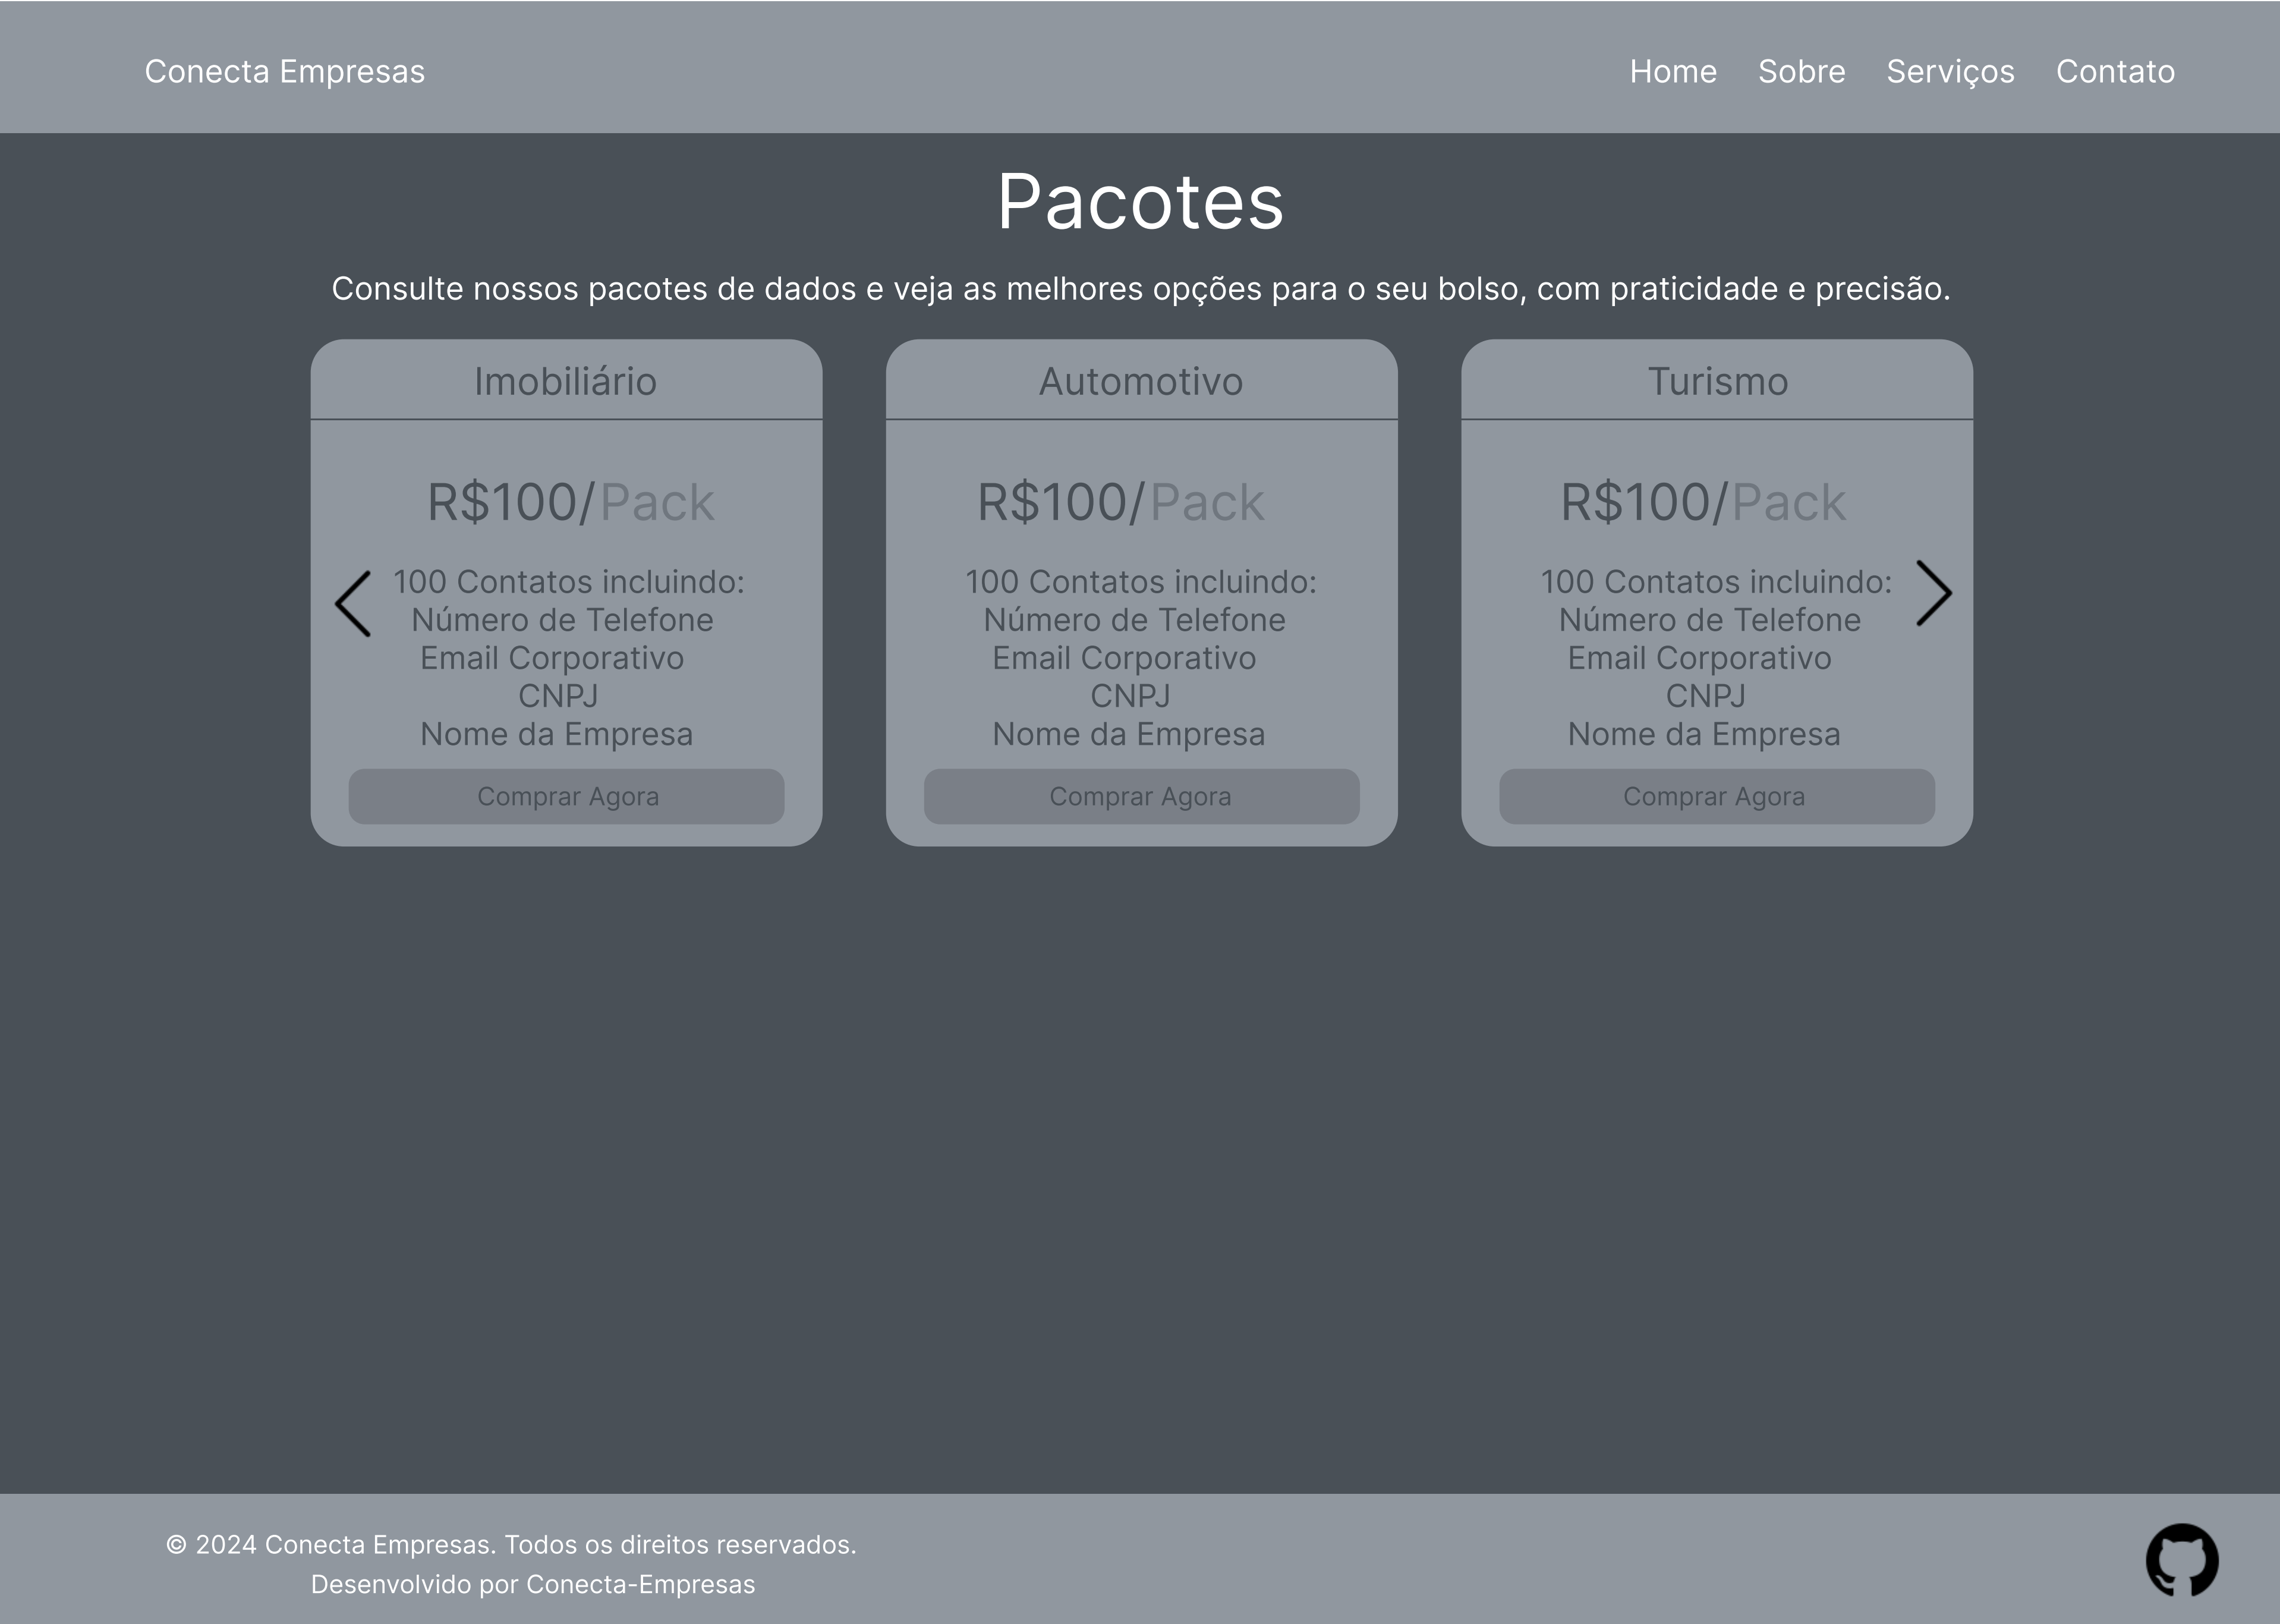 Conecta Empresas
Home Sobre Serviços Contato
Pacotes
Consulte nossos pacotes de dados e veja as melhores opções para o seu bolso, com praticidade e precisão.
Imobiliário
R$100/Pack
100 Contatos incluindo:
Número de Telefone
Email Corporativo
CNPJ
Nome da Empresa
Comprar Agora
Automotivo
R$100/Pack
100 Contatos incluindo:
Número de Telefone
Email Corporativo
CNPJ
Nome da Empresa
Comprar Agora
Turismo
R$100/Pack
100 Contatos incluindo:
Número de Telefone
Email Corporativo
CNPJ
Nome da Empresa
Comprar Agora
© 2024 Conecta Empresas. Todos os direitos reservados.
Desenvolvido por Conecta-Empresas